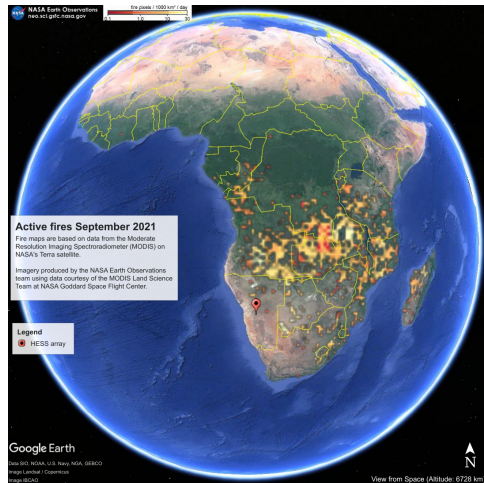 NASA
NASA Earth Observations
neo.sci.gsfc.nasa.gov
fire pixels / 1000 km² / day
0.1 1.0 10 30
Active fires September 2021
Fire maps are based on data from the Moderate
Resolution Imaging Spectroradiometer (MODIS) on
NASA's Terra satellite.
Imagery produced by the NASA Earth Observations
team using data courtesy of the MODIS Land Science
Team at NASA Goddard Space Flight Center.
Legend
HESS array
Google Earth
Data SIO, NOAA, U.S. Navy, NGA, GEBCO
Image Landsat / Copernicus
Image IBCAO
N
View from Space (Altitude: 6728 km